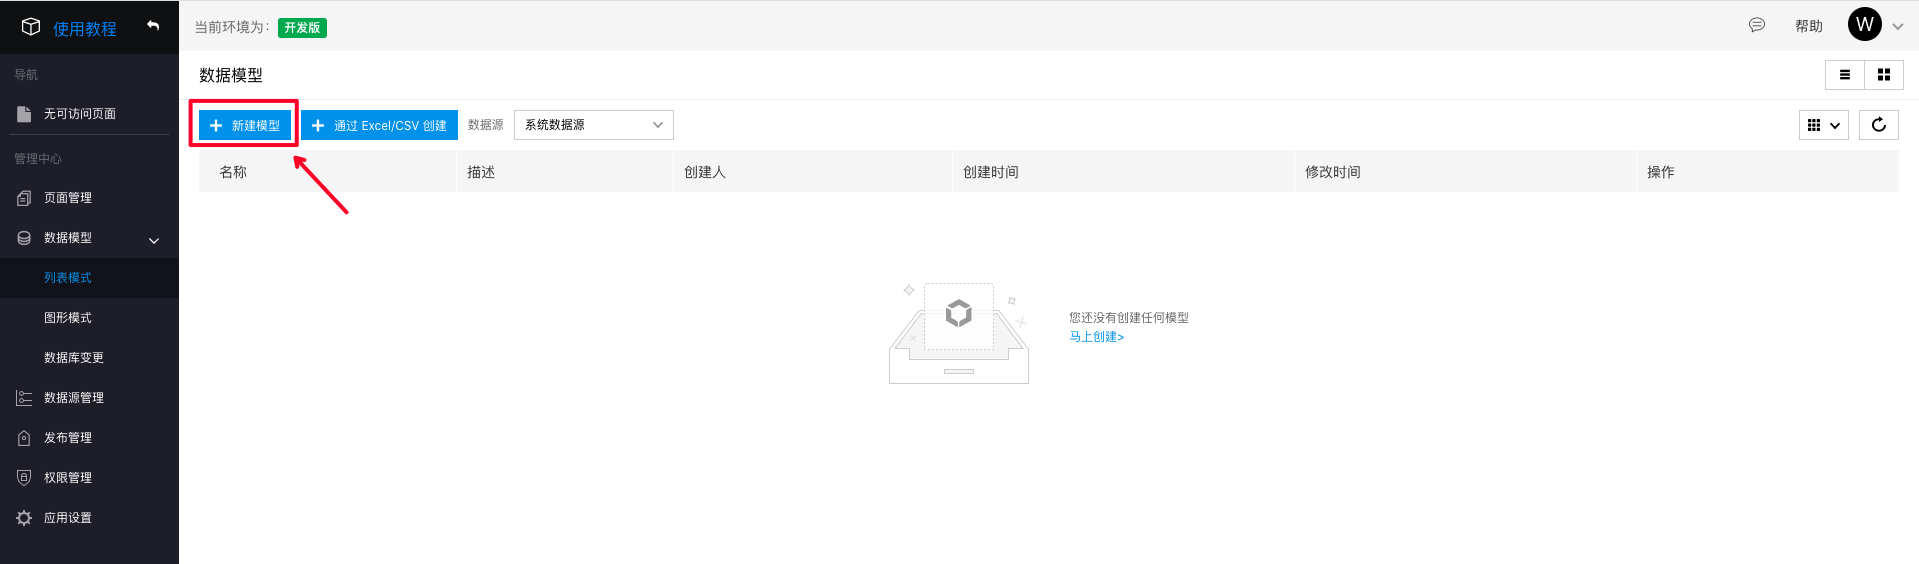 使用教程
当前环境为：
开发版
帮助
W
导航
无可访问页面
管理中心
页面管理
数据模型
列表模式
图形模式
数据库变更
数据源管理
发布管理
权限管理
应用设置
数据模型
新建模型
通过 Excel/CSV 创建
数据源
系统数据源
名称 描述 创建人 创建时间 修改时间 操作
您还没有创建任何模型
马上创建>